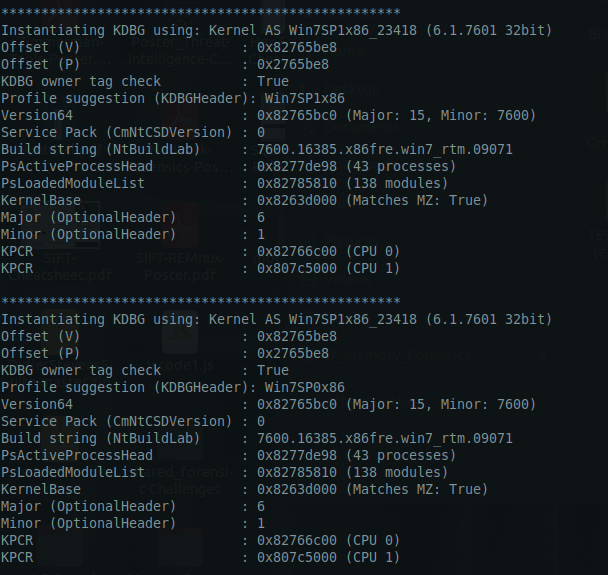 **************************************************
Instantiating KDBG using: Kernel AS Win7SP1x86_23418 (6.1.7601 32bit)
Offset (V) : 0x82765be8
Offset (P) : 0x2765be8
KDBG owner tag check : True
Profile suggestion (KDBGHeader): Win7SP1x86
Version64 : 0x82765bc0 (Major: 15, Minor: 7600)
Service Pack (CmNtCSDVersion) : 0
Build string (NtBuildLab) : 7600.16385.x86fre.win7_rtm.09071
PsActiveProcessHead : 0x8277de98 (43 processes)
PsLoadedModuleList : 0x82785810 (138 modules)
KernelBase : 0x8263d000 (Matches MZ: True)
Major (OptionalHeader) : 6
Minor (OptionalHeader) : 1
KPCR : 0x82766c00 (CPU 0)
KPCR : 0x807c5000 (CPU 1)
**************************************************
Instantiating KDBG using: Kernel AS Win7SP1x86_23418 (6.1.7601 32bit)
Offset (V) : 0x82765be8
Offset (P) : 0x2765be8
KDBG owner tag check : True
Profile suggestion (KDBGHeader): Win7SP0x86
Version64 : 0x82765bc0 (Major: 15, Minor: 7600)
Service Pack (CmNtCSDVersion) : 0
Build string (NtBuildLab) : 7600.16385.x86fre.win7_rtm.09071
PsActiveProcessHead : 0x8277de98 (43 processes)
PsLoadedModuleList : 0x82785810 (138 modules)
KernelBase : 0x8263d000 (Matches MZ: True)
Major (OptionalHeader) : 6
Minor (OptionalHeader) : 1
KPCR : 0x82766c00 (CPU 0)
KPCR : 0x807c5000 (CPU 1)